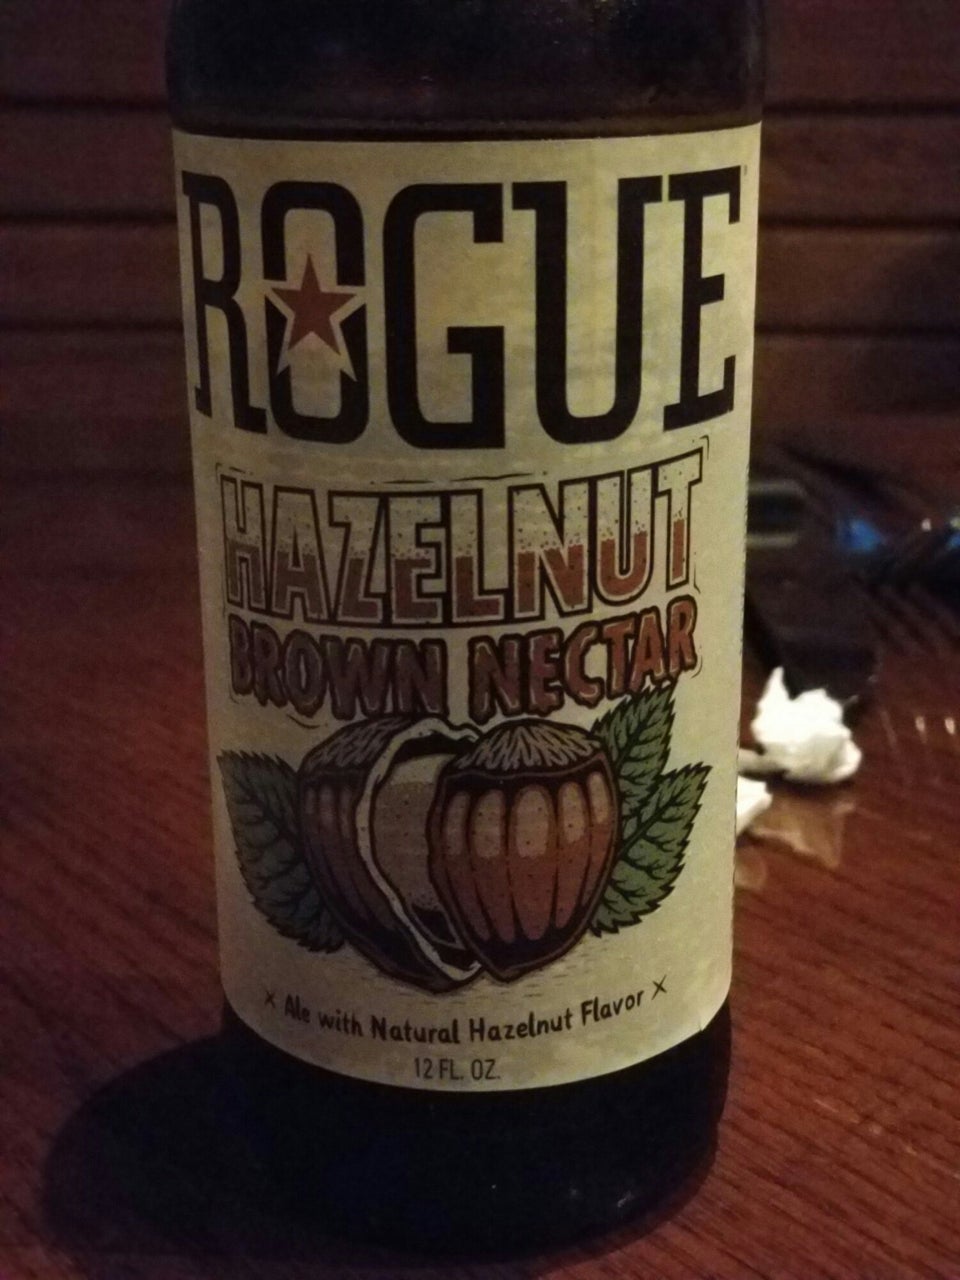 ROGUE
HAZELNUT
BROWN NECTAR
× Ale with Natural Hazelnut Flavor ×
12 FL. OZ.